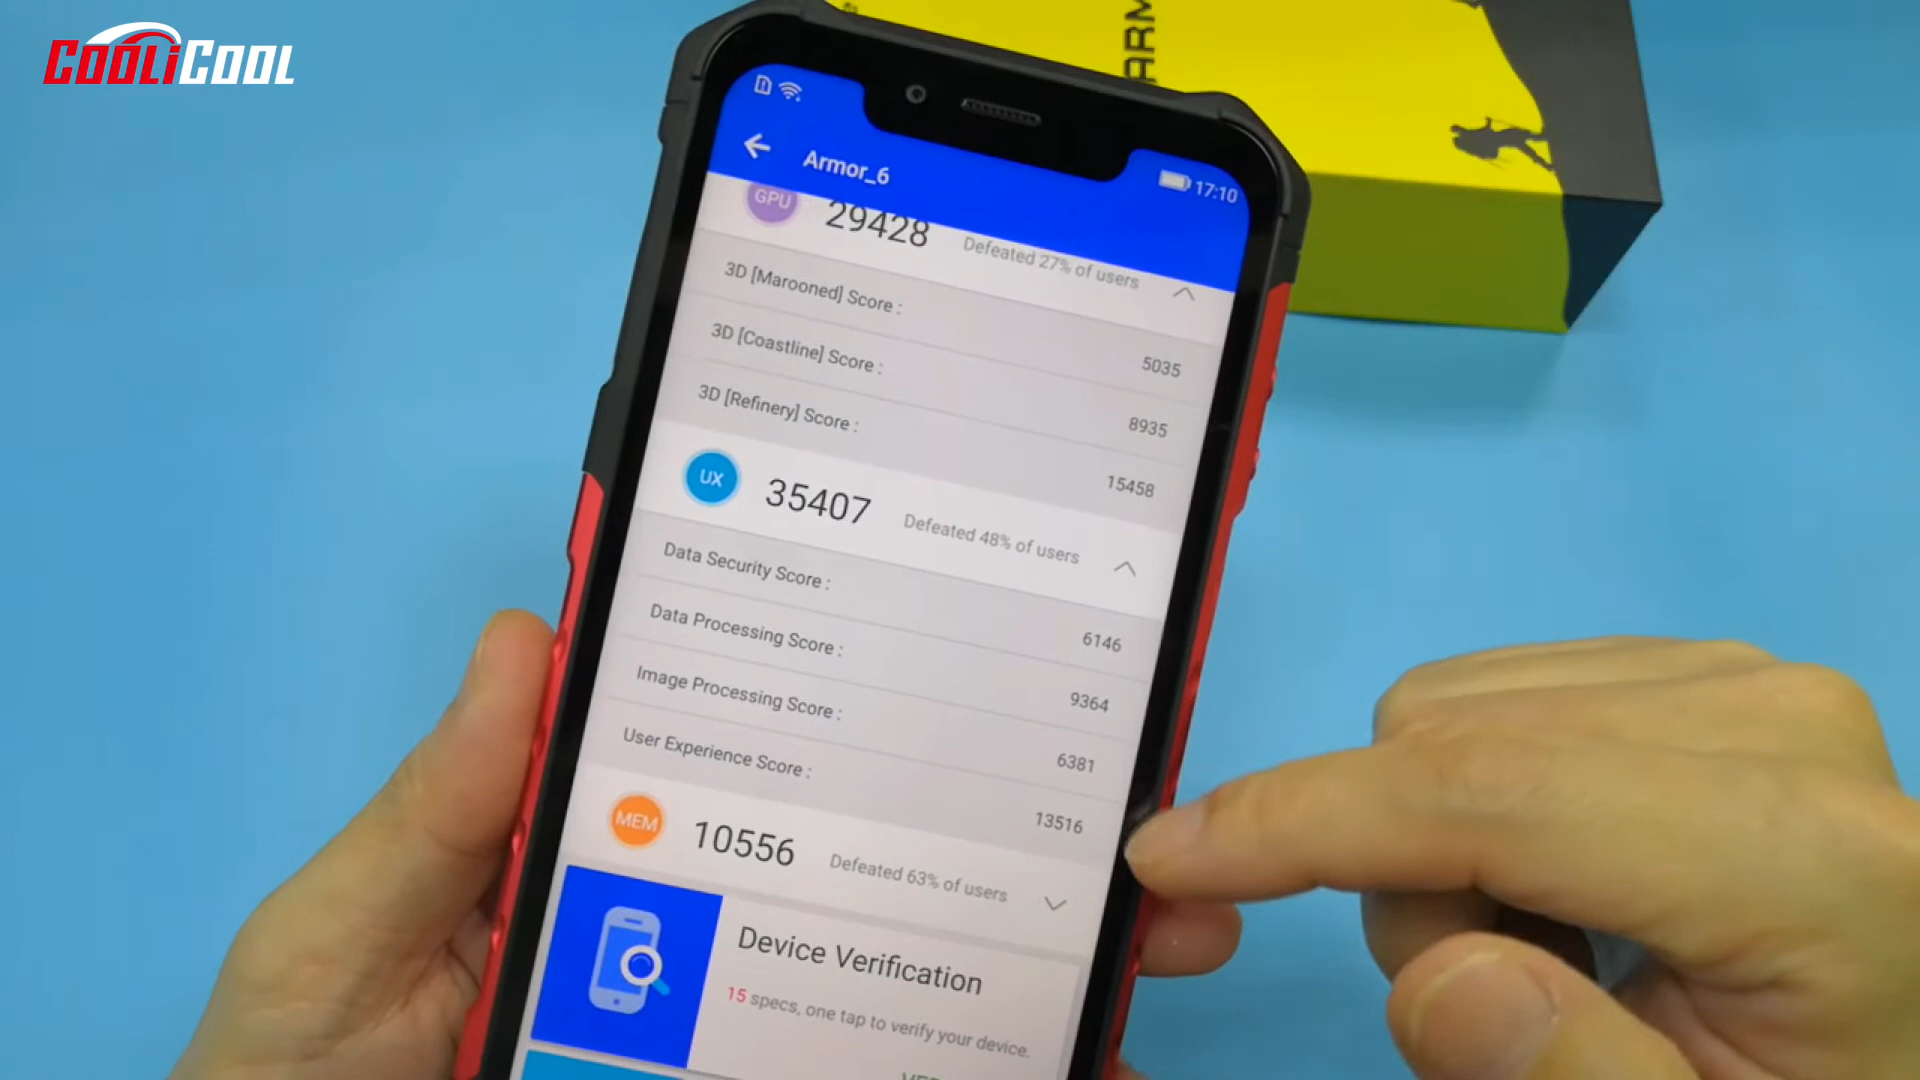 COOLiCOOL
ARM
17:10
Armor_6
GPU 29428 Defeated 27% of users
3D [Marooned] Score : 5035
3D [Coastline] Score : 8935
3D [Refinery] Score : 15458
UX 35407 Defeated 48% of users
Data Security Score : 6146
Data Processing Score : 9364
Image Processing Score : 6381
User Experience Score : 13516
MEM 10556 Defeated 63% of users
Device Verification
15 specs, one tap to verify your device.